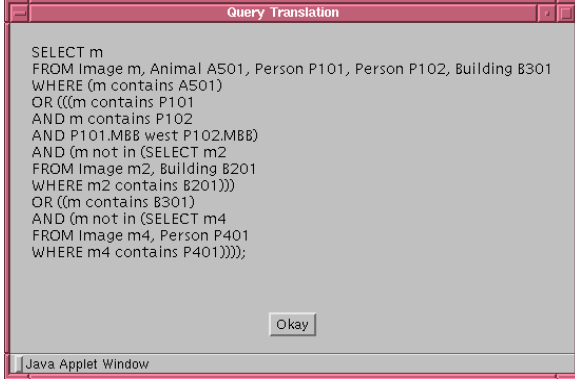 Query Translation
SELECT m
FROM Image m, Animal A501, Person P101, Person P102, Building B301
WHERE (m contains A501)
OR (((m contains P101
AND m contains P102
AND P101.MBB west P102.MBB)
AND (m not in (SELECT m2
FROM Image m2, Building B201
WHERE m2 contains B201)))
OR ((m contains B301)
AND (m not in (SELECT m4
FROM Image m4, Person P401
WHERE m4 contains P401))));
Okay
Java Applet Window